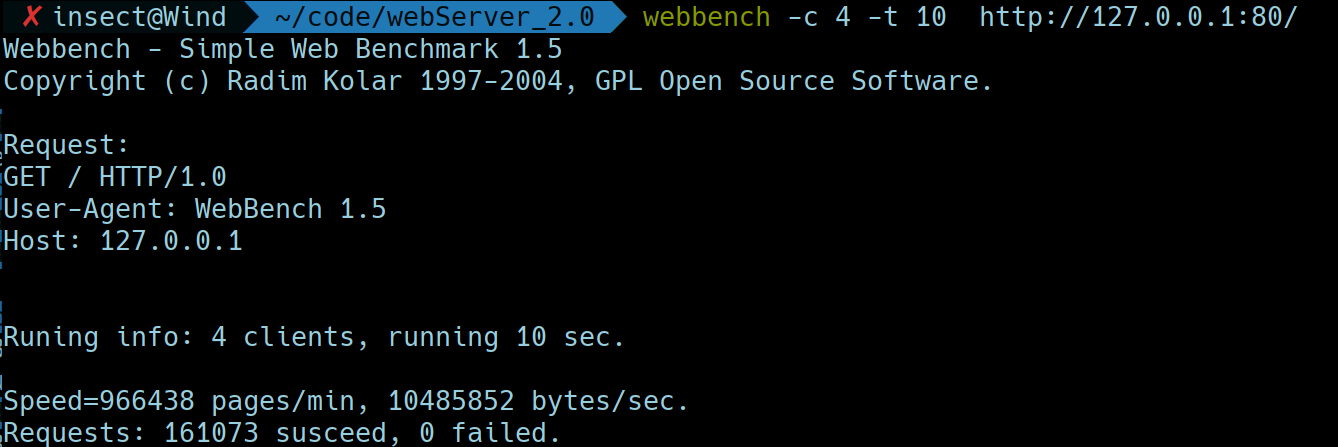 ✗ insect@Wind ~/code/webServer_2.0 webbench -c 4 -t 10 http://127.0.0.1:80/
Webbench - Simple Web Benchmark 1.5
Copyright (c) Radim Kolar 1997-2004, GPL Open Source Software.
Request:
GET / HTTP/1.0
User-Agent: WebBench 1.5
Host: 127.0.0.1
Runing info: 4 clients, running 10 sec.
Speed=966438 pages/min, 10485852 bytes/sec.
Requests: 161073 susceed, 0 failed.